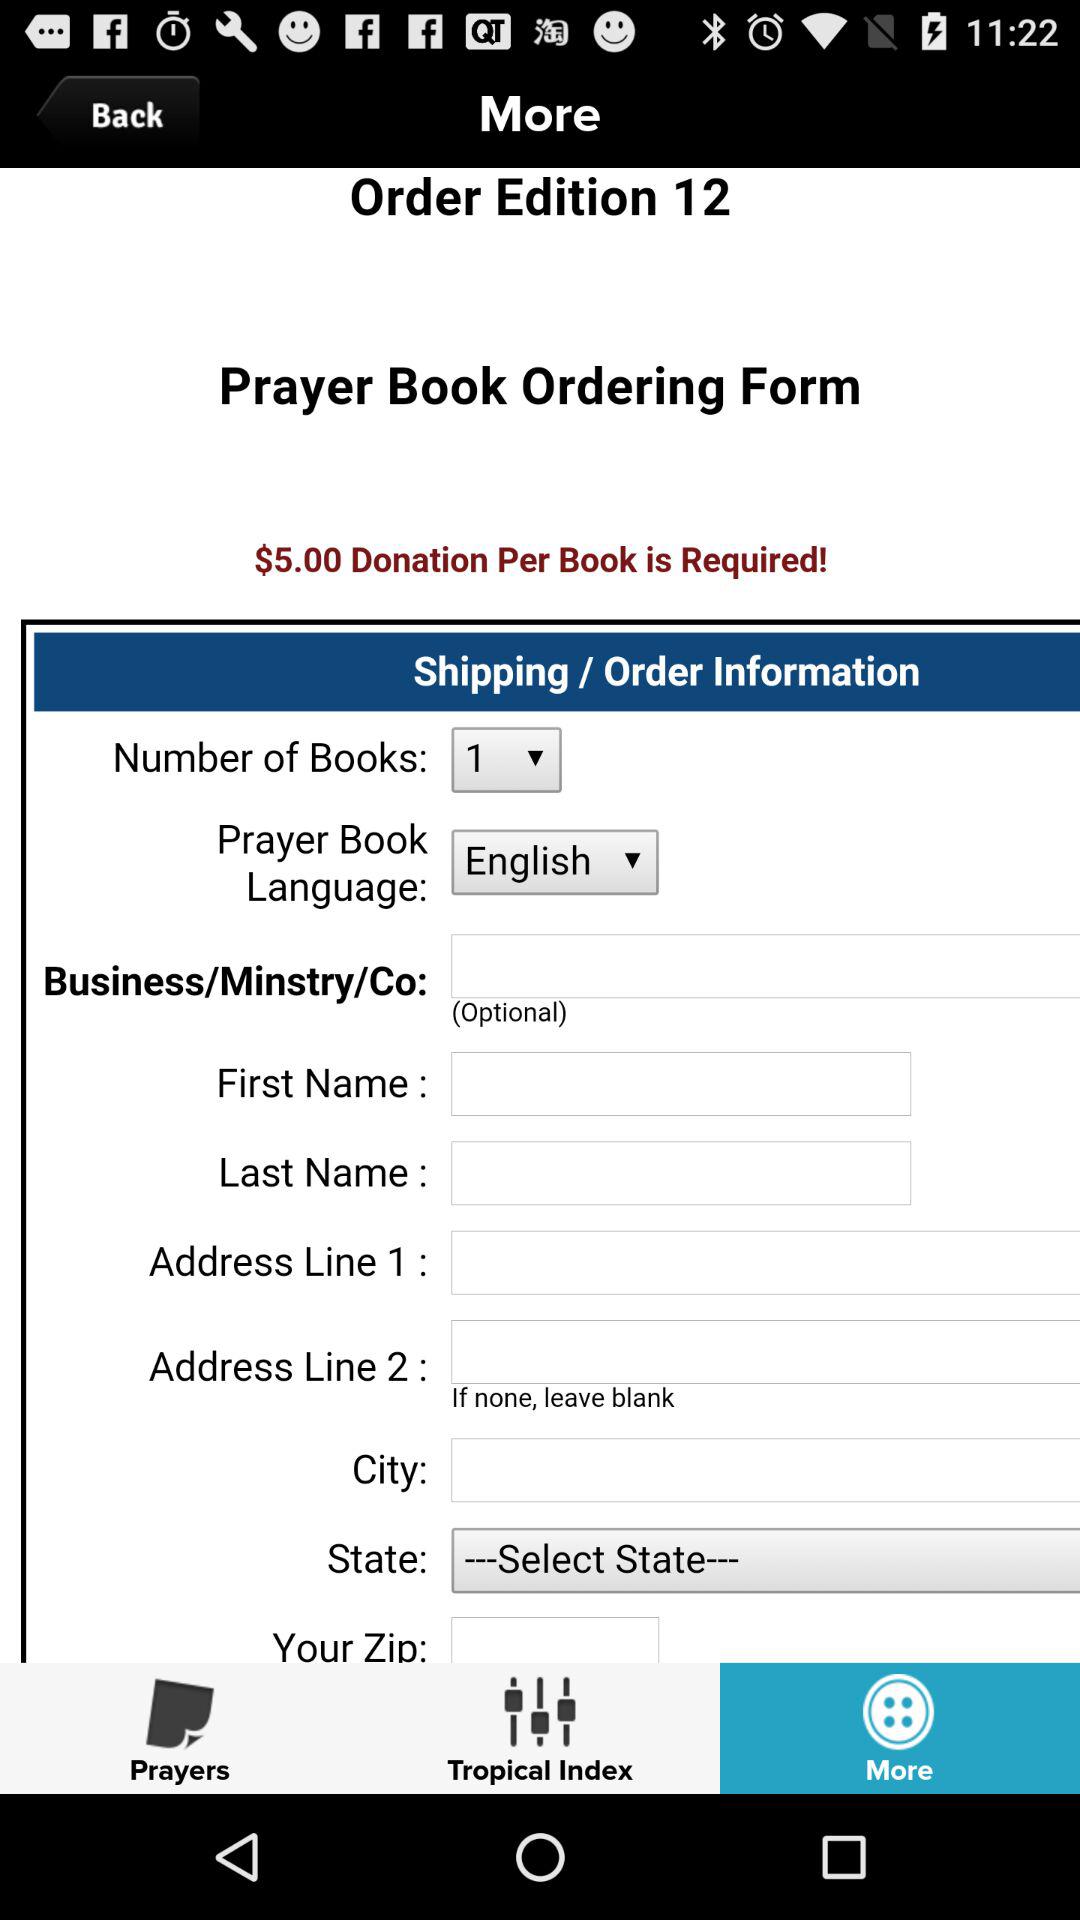 QT 淘 11:22
Back More
Order Edition 12
Prayer Book Ordering Form
$5.00 Donation Per Book is Required!
Shipping / Order Information
Number of Books: 1
Prayer Book
Language: English
Business/Minstry/Co:
(Optional)
First Name :
Last Name :
Address Line 1 :
Address Line 2 :
If none, leave blank
City:
State: ---Select State---
Your Zip:
Prayers Tropical Index More